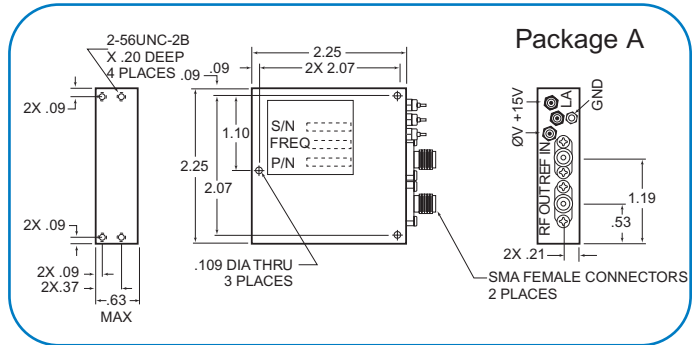 Package A
2-56UNC-2B
X .20 DEEP
4 PLACES
2X .09
2X .09
2X .09
2X.37
.63
MAX
2.25
.09
2X 2.07
.09
1.10
2.25
2.07
S/N
FREQ
P/N
.109 DIA THRU
3 PLACES
SMA FEMALE CONNECTORS
2 PLACES
ØV +15V
LA
GND
RF OUT REF IN
1.19
.53
2X .21